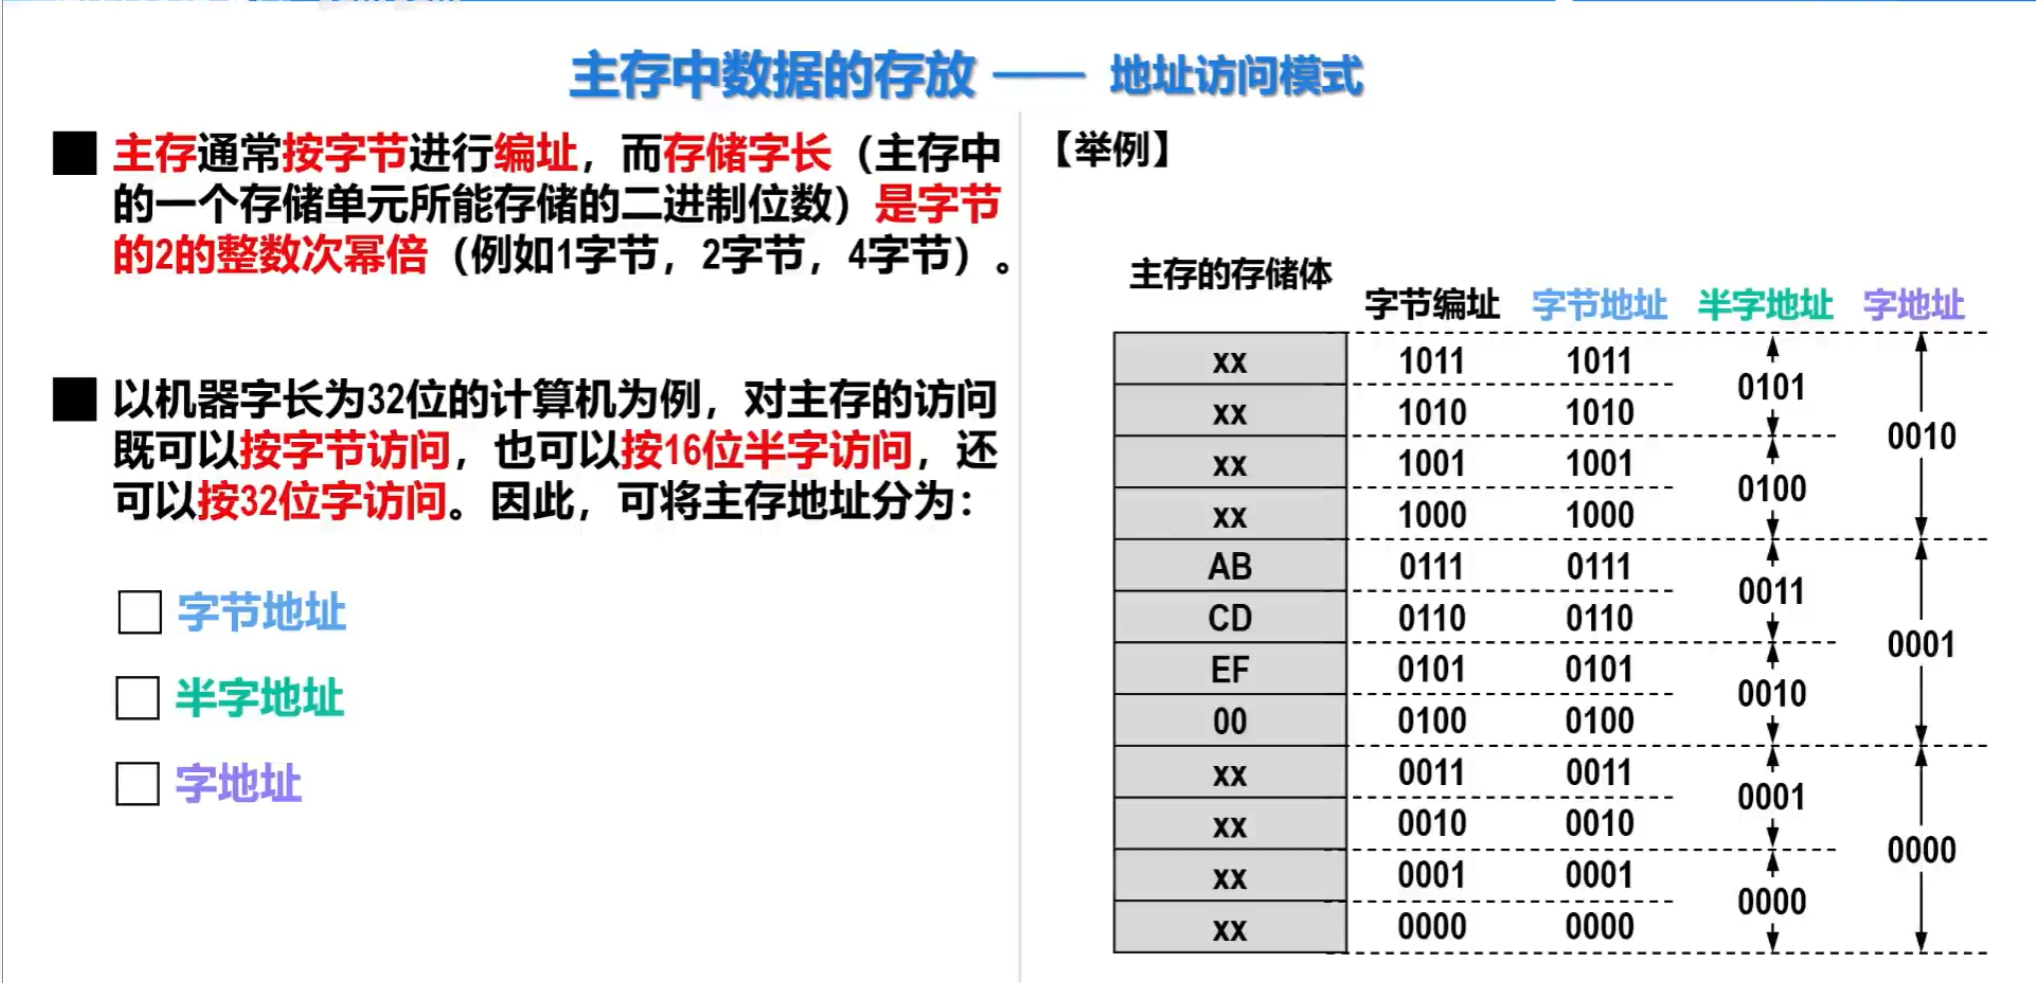 主存中数据的存放 —— 地址访问模式
主存通常按字节进行编址，而存储字长（主存中
的一个存储单元所能存储的二进制位数）是字节
的2的整数次幂倍（例如1字节，2字节，4字节）。
以机器字长为32位的计算机为例，对主存的访问
既可以按字节访问，也可以按16位半字访问，还
可以按32位字访问。因此，可将主存地址分为：
字节地址
半字地址
字地址
【举例】
主存的存储体
字节编址 字节地址 半字地址 字地址
xx 1011 1011
0101
xx 1010 1010
0010
xx 1001 1001
0100
xx 1000 1000
AB 0111 0111
0011
CD 0110 0110
0001
EF 0101 0101
0010
00 0100 0100
xx 0011 0011
0001
xx 0010 0010
0000
xx 0001 0001
0000
xx 0000 0000